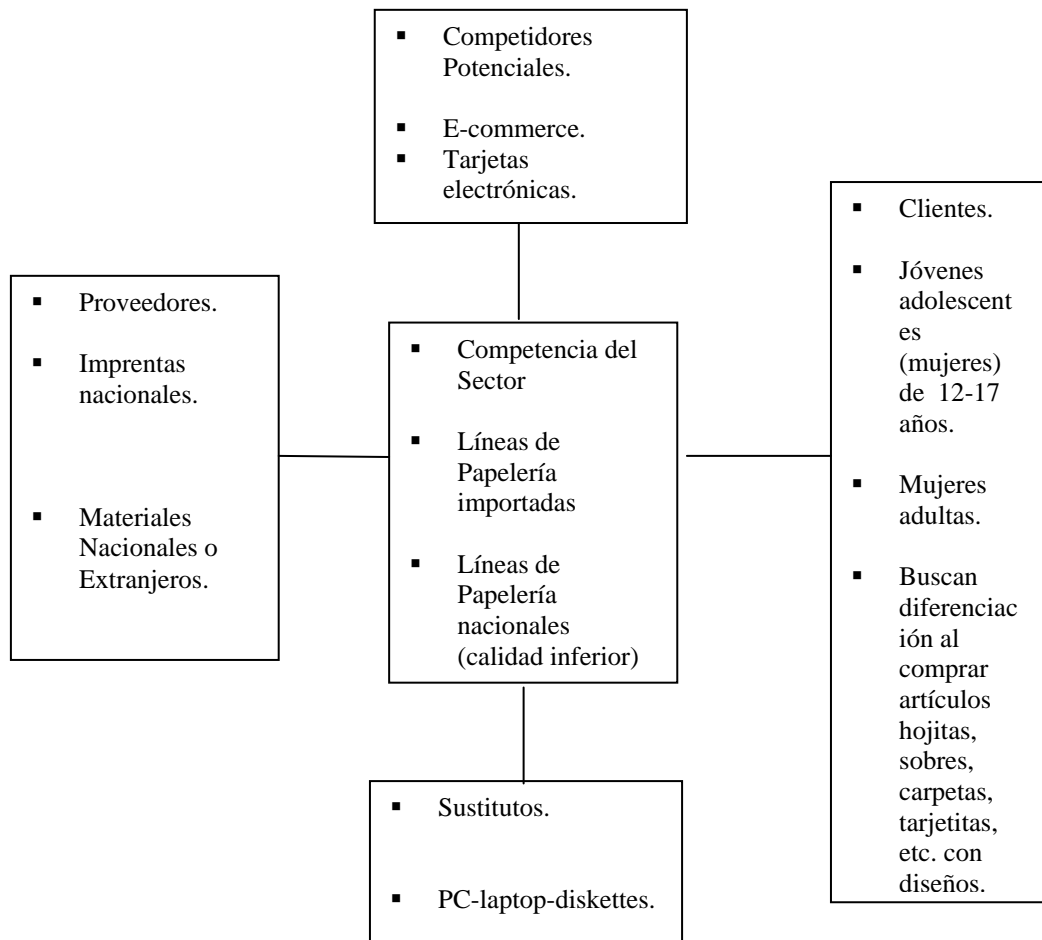 ▪ Competidores
Potenciales.
▪ E-commerce.
▪ Tarjetas
electrónicas.
▪ Proveedores.
▪ Imprentas
nacionales.
▪ Materiales
Nacionales o
Extranjeros.
▪ Competencia del
Sector
▪ Líneas de
Papelería
importadas
▪ Líneas de
Papelería
nacionales
(calidad inferior)
▪ Clientes.
▪ Jóvenes
adolescent
es
(mujeres)
de 12-17
años.
▪ Mujeres
adultas.
▪ Buscan
diferenciac
ión al
comprar
artículos
hojitas,
sobres,
carpetas,
tarjetitas,
etc. con
diseños.
▪ Sustitutos.
▪ PC-laptop-diskettes.